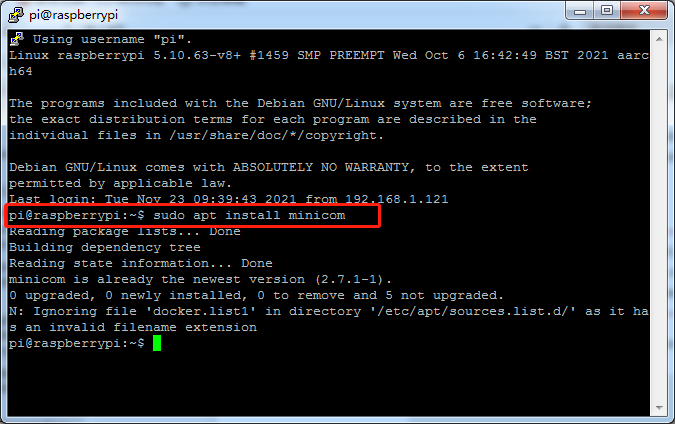 pi@raspberrypi
Using username "pi".
Linux raspberrypi 5.10.63-v8+ #1459 SMP PREEMPT Wed Oct 6 16:42:49 BST 2021 aarc
h64
The programs included with the Debian GNU/Linux system are free software;
the exact distribution terms for each program are described in the
individual files in /usr/share/doc/*/copyright.
Debian GNU/Linux comes with ABSOLUTELY NO WARRANTY, to the extent
permitted by applicable law.
Last login: Tue Nov 23 09:39:43 2021 from 192.168.1.121
pi@raspberrypi:~$ sudo apt install minicom
Reading package lists... Done
Building dependency tree
Reading state information... Done
minicom is already the newest version (2.7.1-1).
0 upgraded, 0 newly installed, 0 to remove and 5 not upgraded.
N: Ignoring file 'docker.list1' in directory '/etc/apt/sources.list.d/' as it ha
s an invalid filename extension
pi@raspberrypi:~$